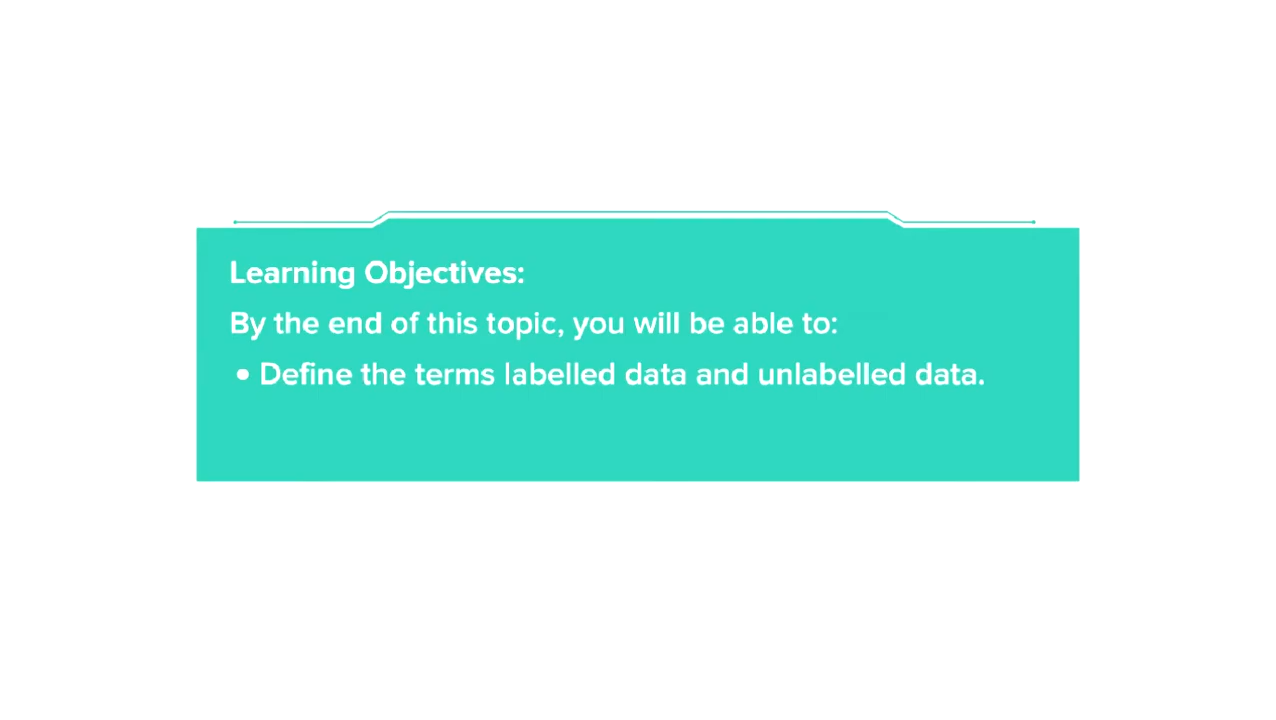 Learning Objectives:
By the end of this topic, you will be able to:
• Define the terms labelled data and unlabelled data.